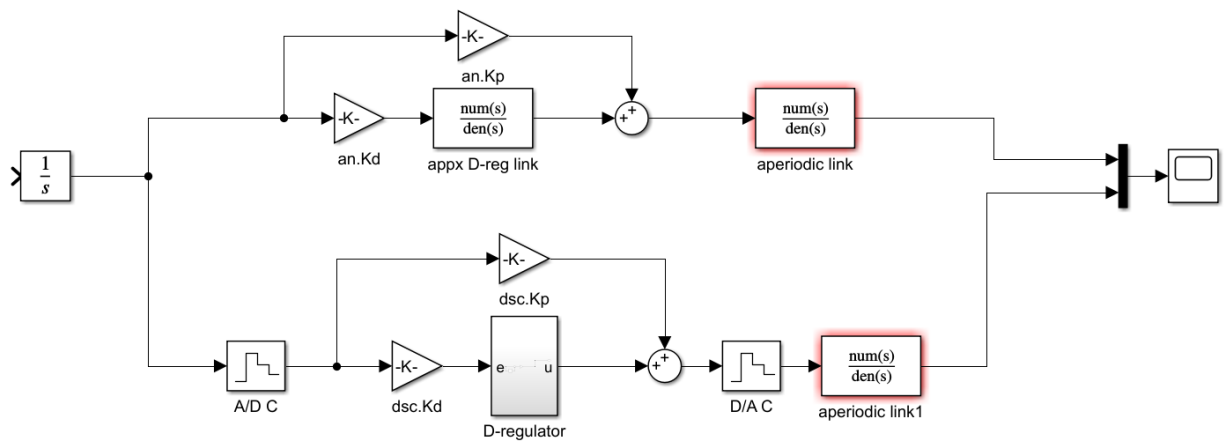 -K-
an.Kp
-K-
an.Kd
num(s)
den(s)
appx D-reg link
+
+
num(s)
den(s)
aperiodic link
1
s
-K-
dsc.Kp
A/D C
-K-
dsc.Kd
e
u
D-regulator
+
+
D/A C
num(s)
den(s)
aperiodic link1